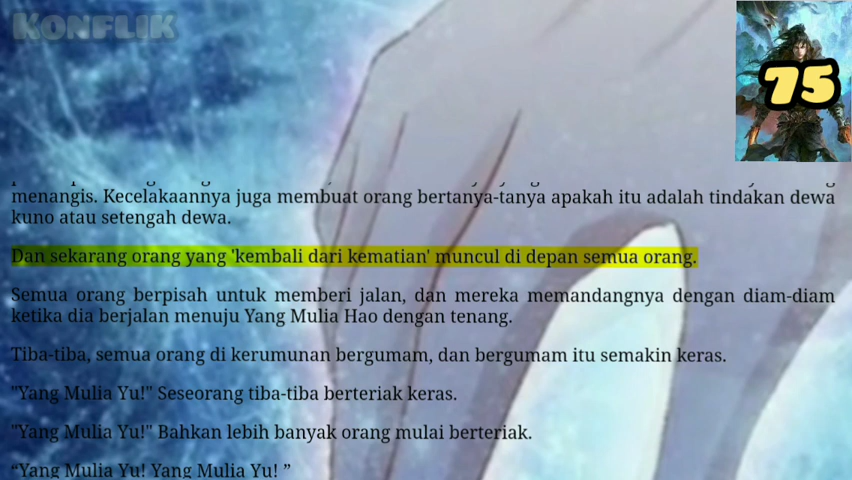 KONFLIK
75
menangis. Kecelakaannya juga membuat orang bertanya-tanya apakah itu adalah tindakan dewa
kuno atau setengah dewa.
Dan sekarang orang yang 'kembali dari kematian' muncul di depan semua orang.
Semua orang berpisah untuk memberi jalan, dan mereka memandangnya dengan diam-diam
ketika dia berjalan menuju Yang Mulia Hao dengan tenang.
Tiba-tiba, semua orang di kerumunan bergumam, dan bergumam itu semakin keras.
"Yang Mulia Yu!" Seseorang tiba-tiba berteriak keras.
"Yang Mulia Yu!" Bahkan lebih banyak orang mulai berteriak.
“Yang Mulia Yu! Yang Mulia Yu! ”